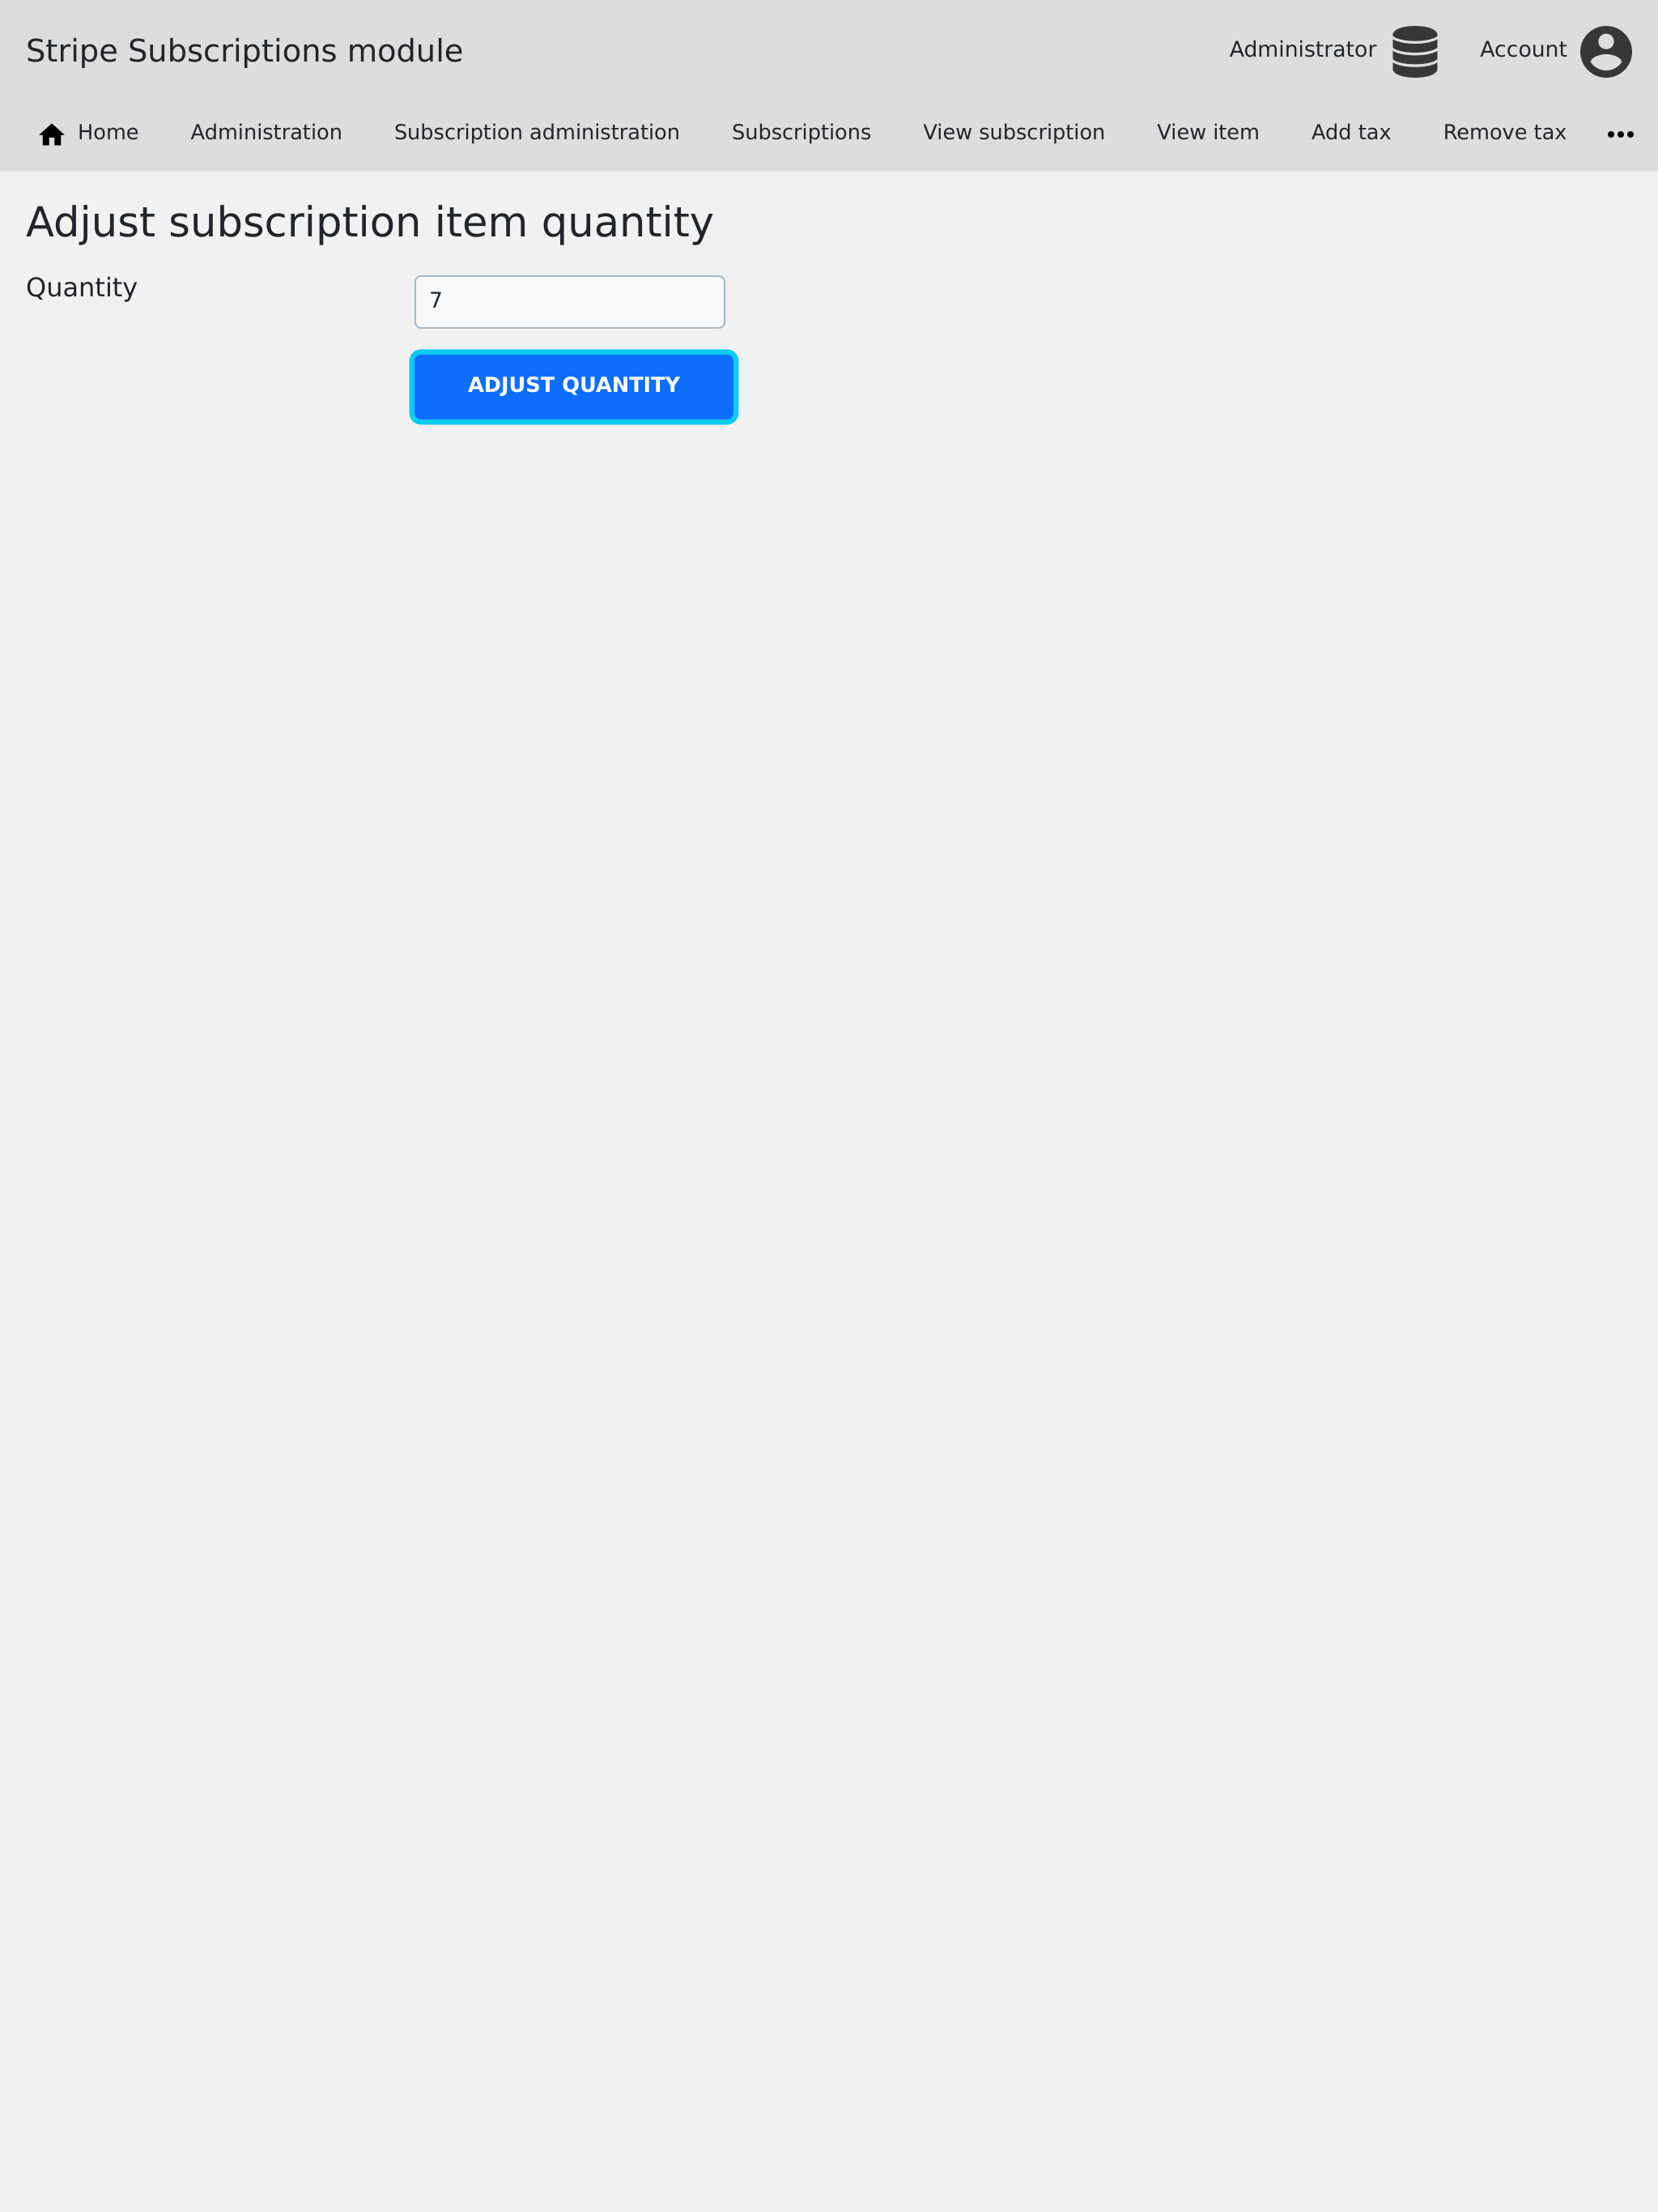 Stripe Subscriptions module
Administrator
Account
Home
Administration
Subscription administration
Subscriptions
View subscription
View item
Add tax
Remove tax
Adjust subscription item quantity
Quantity
7
ADJUST QUANTITY